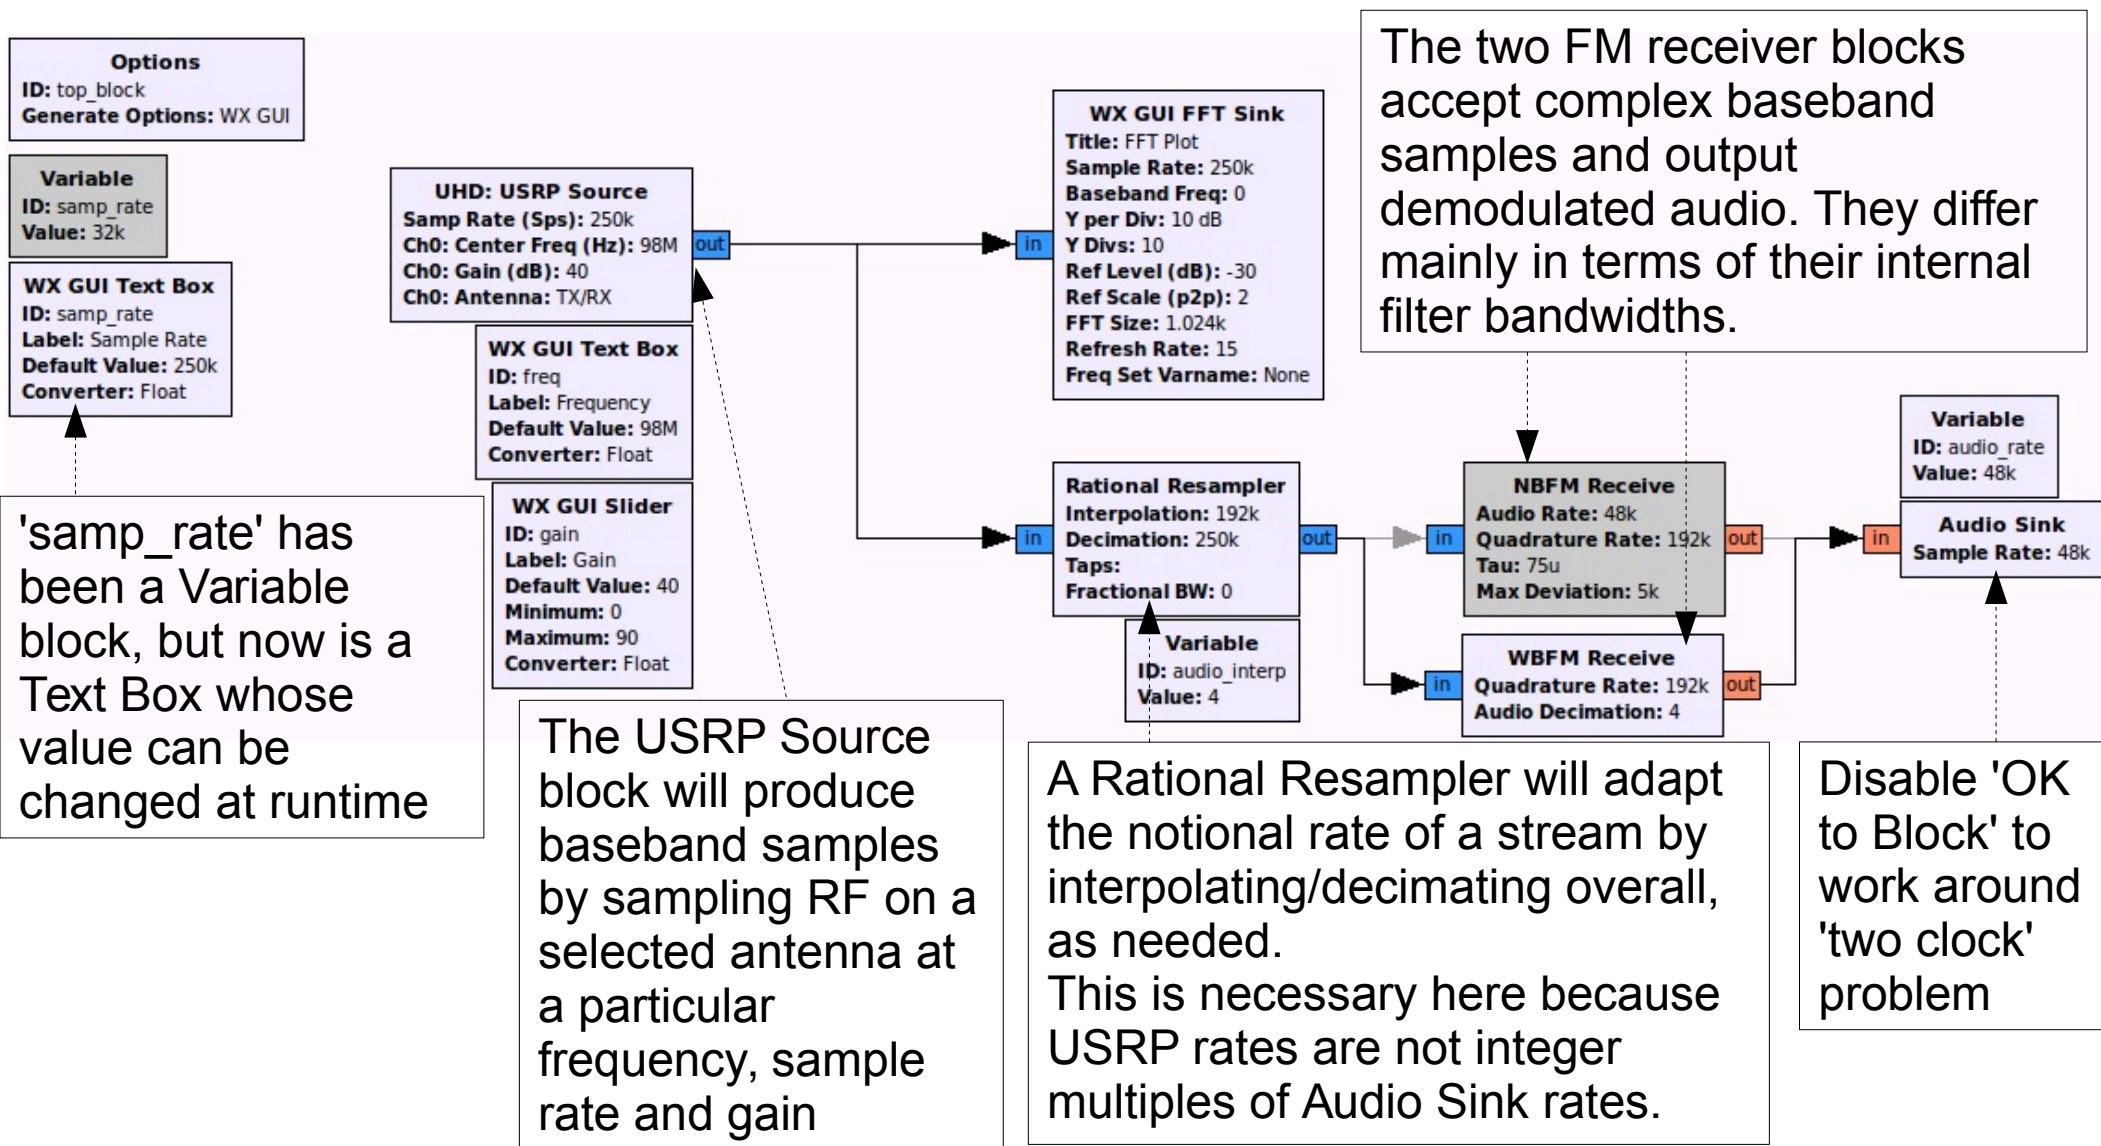 Options
ID: top_block
Generate Options: WX GUI
Variable
ID: samp_rate
Value: 32k
WX GUI Text Box
ID: samp_rate
Label: Sample Rate
Default Value: 250k
Converter: Float
'samp_rate' has
been a Variable
block, but now is a
Text Box whose
value can be
changed at runtime
UHD: USRP Source
Samp Rate (Sps): 250k
Ch0: Center Freq (Hz): 98M
Ch0: Gain (dB): 40
Ch0: Antenna: TX/RX
out
WX GUI Text Box
ID: freq
Label: Frequency
Default Value: 98M
Converter: Float
WX GUI Slider
ID: gain
Label: Gain
Default Value: 40
Minimum: 0
Maximum: 90
Converter: Float
The USRP Source
block will produce
baseband samples
by sampling RF on a
selected antenna at
a particular
frequency, sample
rate and gain
in
WX GUI FFT Sink
Title: FFT Plot
Sample Rate: 250k
Baseband Freq: 0
Y per Div: 10 dB
Y Divs: 10
Ref Level (dB): -30
Ref Scale (p2p): 2
FFT Size: 1.024k
Refresh Rate: 15
Freq Set Varname: None
in
Rational Resampler
Interpolation: 192k
Decimation: 250k
Taps:
Fractional BW: 0
out
Variable
ID: audio_interp
Value: 4
A Rational Resampler will adapt
the notional rate of a stream by
interpolating/decimating overall,
as needed.
This is necessary here because
USRP rates are not integer
multiples of Audio Sink rates.
The two FM receiver blocks
accept complex baseband
samples and output
demodulated audio. They differ
mainly in terms of their internal
filter bandwidths.
in
NBFM Receive
Audio Rate: 48k
Quadrature Rate: 192k
Tau: 75u
Max Deviation: 5k
out
in
WBFM Receive
Quadrature Rate: 192k
Audio Decimation: 4
out
Variable
ID: audio_rate
Value: 48k
in
Audio Sink
Sample Rate: 48k
Disable 'OK
to Block' to
work around
'two clock'
problem